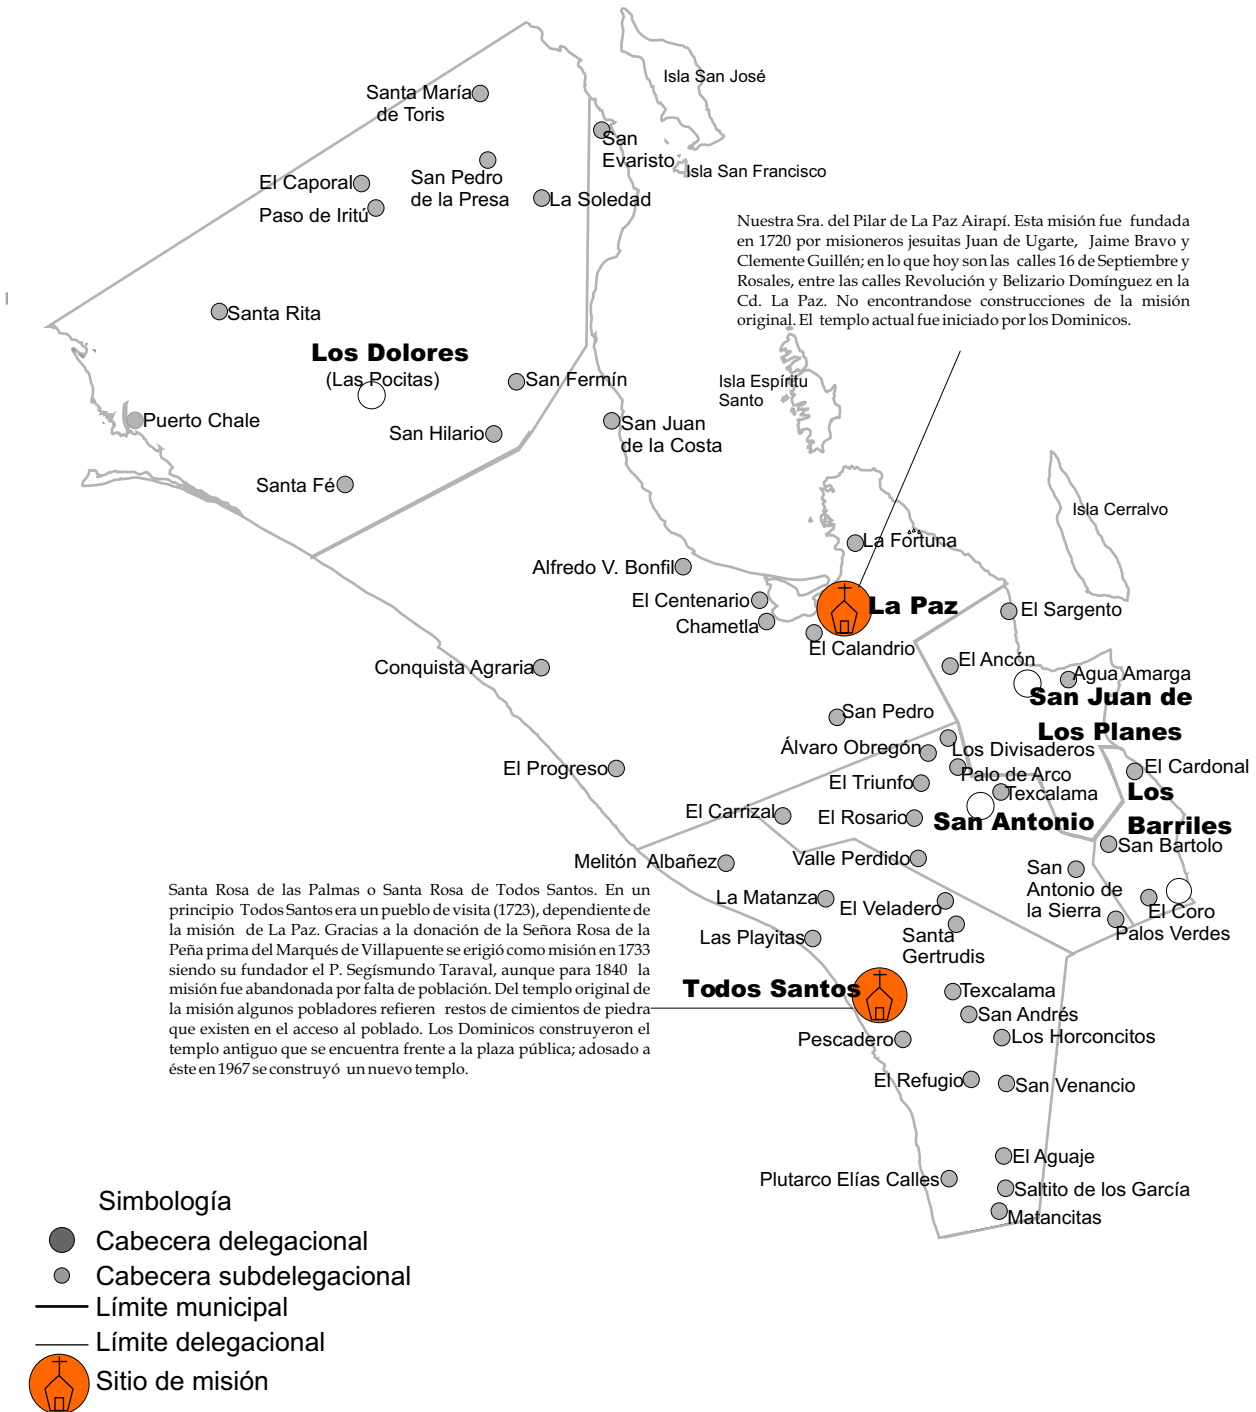 Isla San José
Santa María
de Toris
San
Evaristo
Isla San Francisco
San Pedro
de la Presa
El Caporal
Paso de Iritú
La Soledad
Nuestra Sra. del Pilar de La Paz Airapí. Esta misión fue fundada
en 1720 por misioneros jesuitas Juan de Ugarte, Jaime Bravo y
Clemente Guillén; en lo que hoy son las calles 16 de Septiembre y
Rosales, entre las calles Revolución y Belizario Domínguez en la
Cd. La Paz. No encontrandose construcciones de la misión
original. El templo actual fue iniciado por los Dominicos.
Santa Rita
Los Dolores
(Las Pocitas)
San Fermín
Isla Espíritu
Santo
Puerto Chale
San Hilario
San Juan
de la Costa
Santa Fé
Isla Cerralvo
La Fortuna
Alfredo V. Bonfil
El Centenario
Chametla
La Paz
El Sargento
El Calandrio
Conquista Agraria
El Ancón
Agua Amarga
San Juan de
Los Planes
San Pedro
Álvaro Obregón
Los Divisaderos
El Progreso
Palo de Arco
El Cardonal
El Triunfo
Texcalama
Los
Barriles
El Carrizal
El Rosario
San Antonio
San Bartolo
Melitón Albañez
Valle Perdido
San
Antonio de
la Sierra
La Matanza
El Veladero
El Coro
Palos Verdes
Las Playitas
Santa
Gertrudis
Santa Rosa de las Palmas o Santa Rosa de Todos Santos. En un
principio Todos Santos era un pueblo de visita (1723), dependiente de
la misión de La Paz. Gracias a la donación de la Señora Rosa de la
Peña prima del Marqués de Villapuente se erigió como misión en 1733
siendo su fundador el P. Segísmundo Taraval, aunque para 1840 la
misión fue abandonada por falta de población. Del templo original de
la misión algunos pobladores refieren restos de cimientos de piedra
que existen en el acceso al poblado. Los Dominicos construyeron el
templo antiguo que se encuentra frente a la plaza pública; adosado a
éste en 1967 se construyó un nuevo templo.
Todos Santos
Texcalama
San Andrés
Pescadero
Los Horconcitos
El Refugio
San Venancio
El Aguaje
Plutarco Elías Calles
Saltito de los García
Matancitas
Simbología
Cabecera delegacional
Cabecera subdelegacional
Límite municipal
Límite delegacional
Sitio de misión